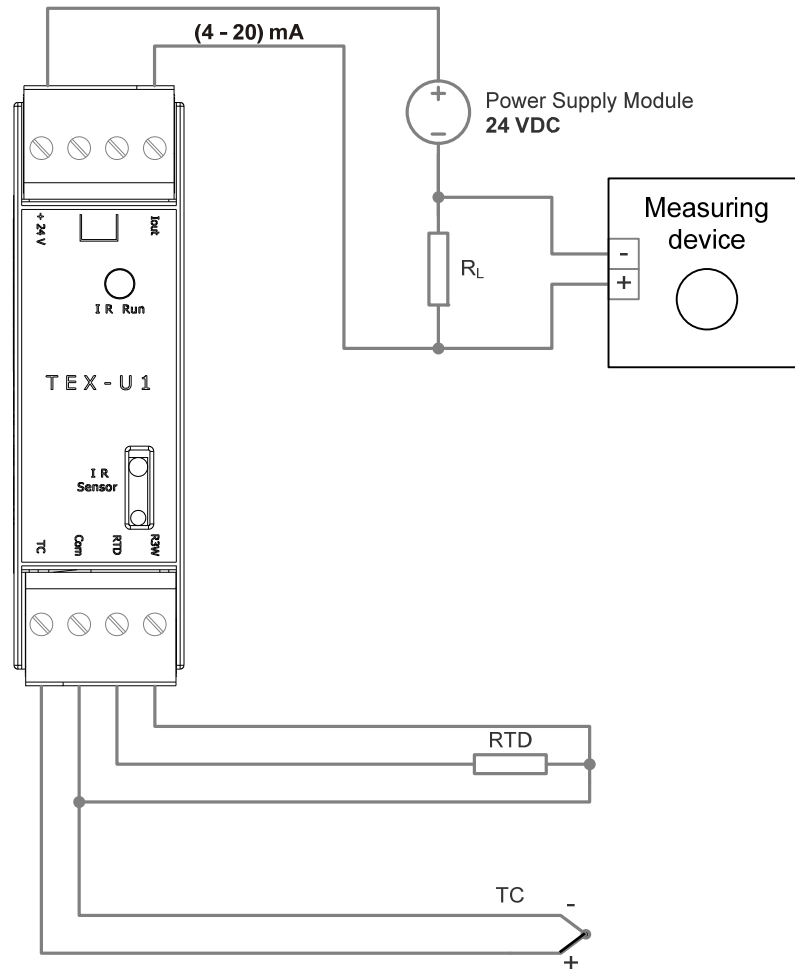 (4 - 20) mA
+
Power Supply Module
24 VDC
–
Measuring
device
-
+
R_L
+ 24 V
Iout
I R Run
TEX-U1
I R
Sensor
TC
Com
RTD
R3W
RTD
TC
-
+